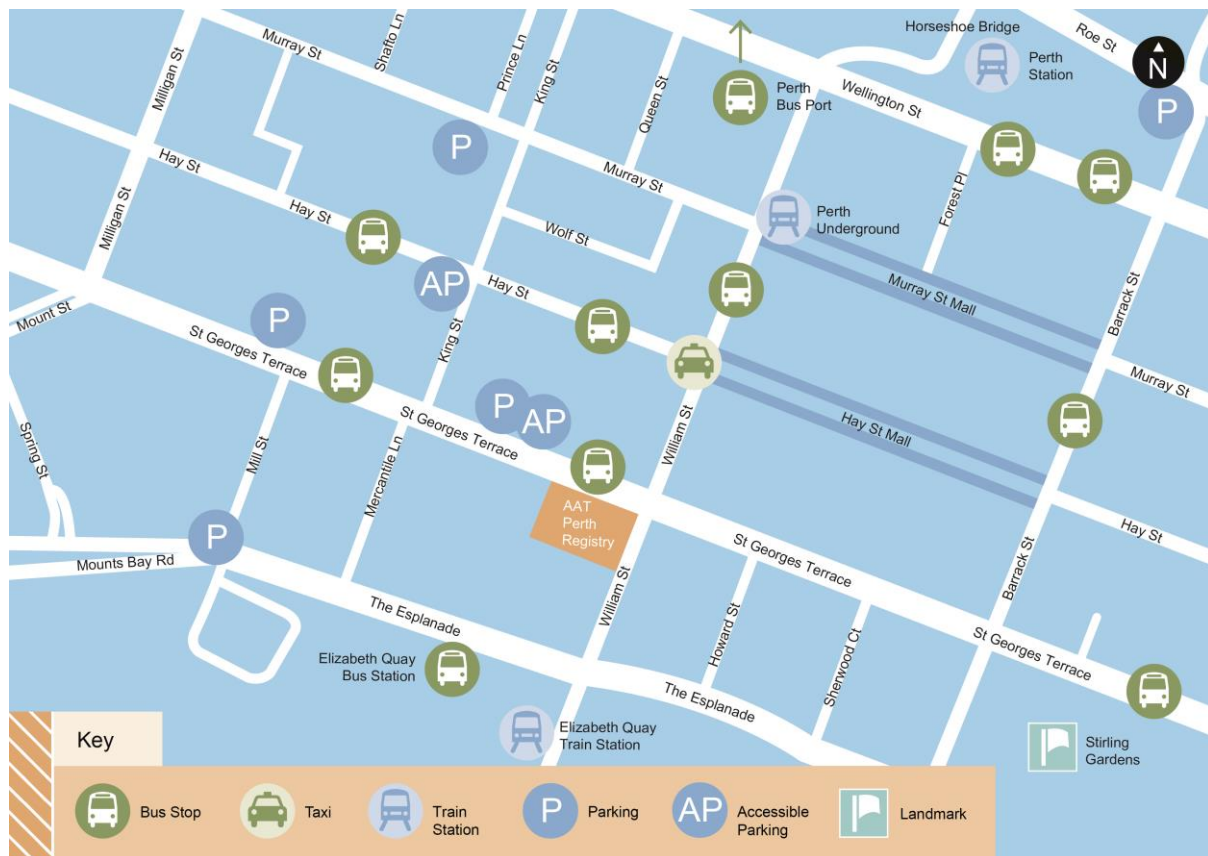 Horseshoe Bridge
Roe St
N
Perth
Station
P
Murray St
Shafto Ln
Prince Ln
King St
Milligan St
Queen St
Perth
Bus Port
Wellington St
P
Hay St
Murray St
Forest Pl
Hay St
Wolf St
Perth
Underground
Milligan St
AP
Hay St
Murray St Mall
Barrack St
Mount St
P
King St
St Georges Terrace
Murray St
P
AP
St Georges Terrace
William St
Hay St Mall
Spring St
Mill St
Mercantile Ln
AAT
Perth
Registry
Hay St
P
Mounts Bay Rd
St Georges Terrace
Barrack St
The Esplanade
William St
Howard St
Sherwood Ct
St Georges Terrace
Elizabeth Quay
Bus Station
The Esplanade
Elizabeth Quay
Train Station
Stirling
Gardens
Key
Bus Stop
Taxi
Train
Station
P
Parking
AP
Accessible
Parking
Landmark